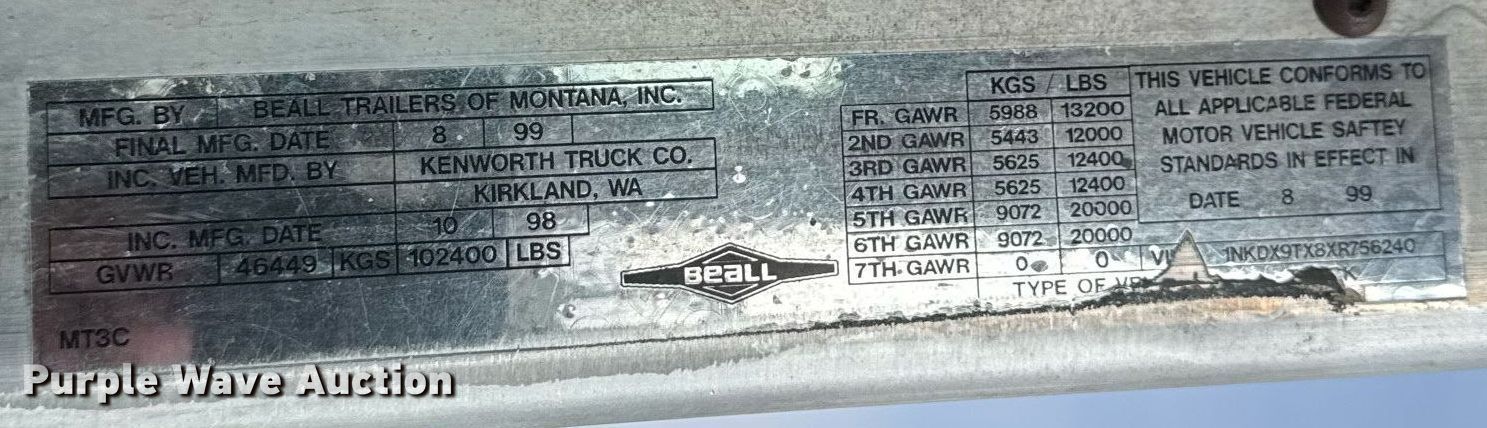 MFG. BY BEALL TRAILERS OF MONTANA, INC.
FINAL MFG. DATE 8 99
INC. VEH. MFD. BY KENWORTH TRUCK CO.
KIRKLAND, WA
INC. MFG. DATE 10 98
GVWR 46449 KGS 102400 LBS
MT3C
BEALL
KGS / LBS
FR. GAWR 5988 13200
2ND GAWR 5443 12000
3RD GAWR 5625 12400
4TH GAWR 5625 12400
5TH GAWR 9072 20000
6TH GAWR 9072 20000
7TH GAWR 0 0
THIS VEHICLE CONFORMS TO
ALL APPLICABLE FEDERAL
MOTOR VEHICLE SAFTEY
STANDARDS IN EFFECT IN
DATE 8 99
1NKDX9TX8XR756240
TYPE OF
Purple Wave Auction